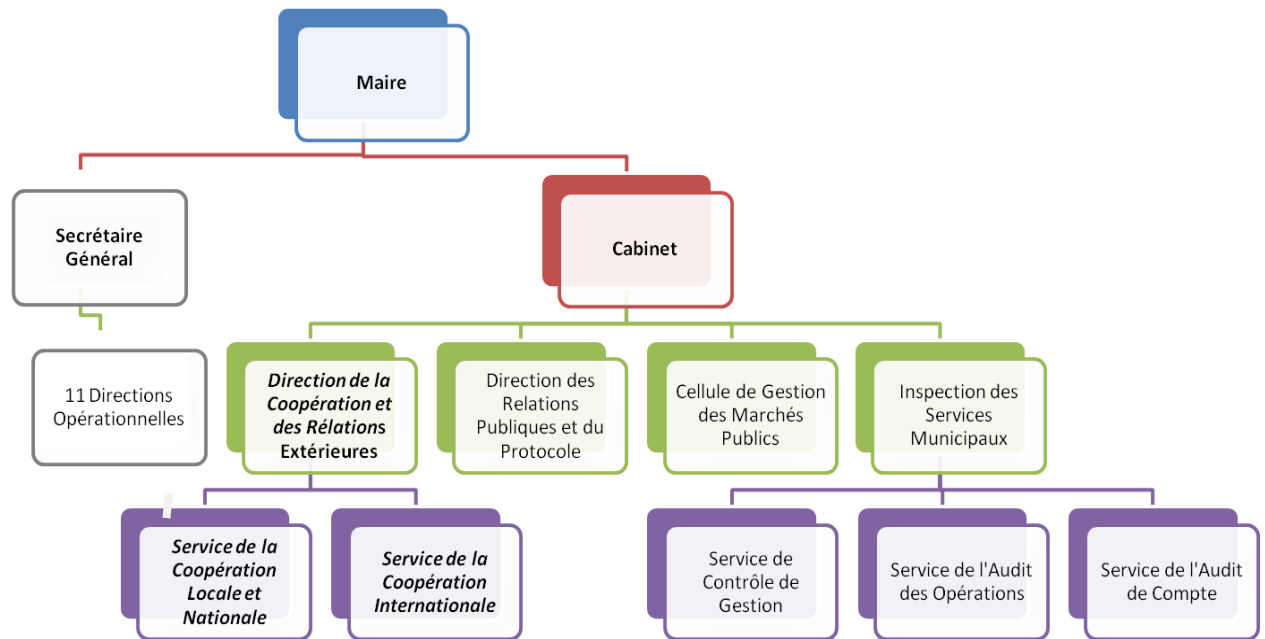 Maire
Secrétaire
Général
Cabinet
11 Directions
Opérationnelles
Direction de la
Coopération et
des Rélations
Extérieures
Direction des
Relations
Publiques et du
Protocole
Cellule de Gestion
des Marchés
Publics
Inspection des
Services
Municipaux
Service de la
Coopération
Locale et
Nationale
Service de la
Coopération
Internationale
Service de
Contrôle de
Gestion
Service de l'Audit
des Opérations
Service de l'Audit
de Compte